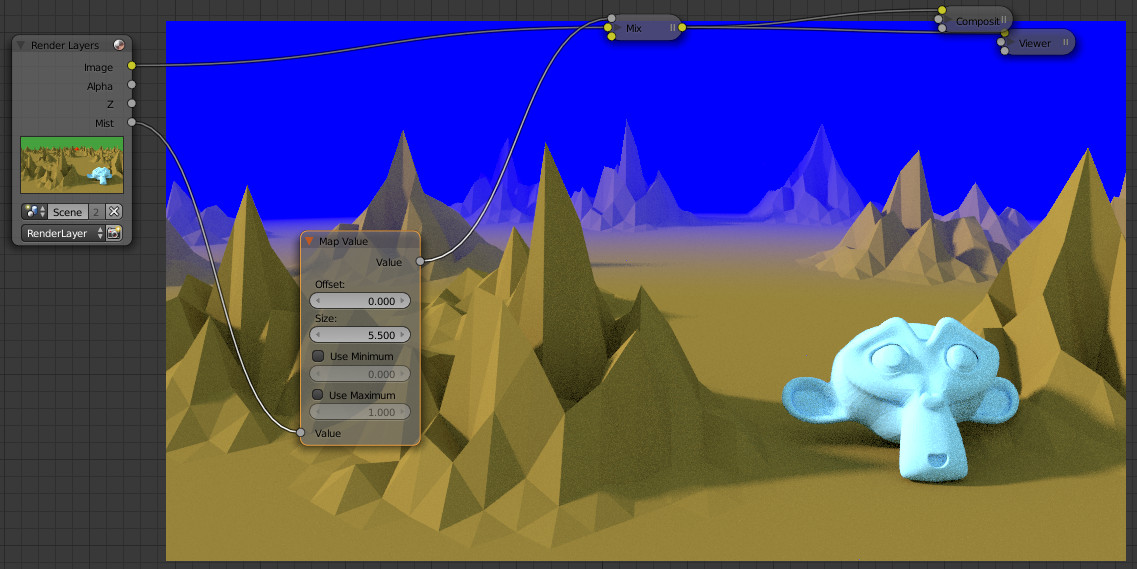 Render Layers
Image
Alpha
Z
Mist
Scene 2
RenderLayer
Map Value
Value
Offset:
0.000
Size:
5.500
Use Minimum
0.000
Use Maximum
1.000
Value
Mix
Composit
Viewer